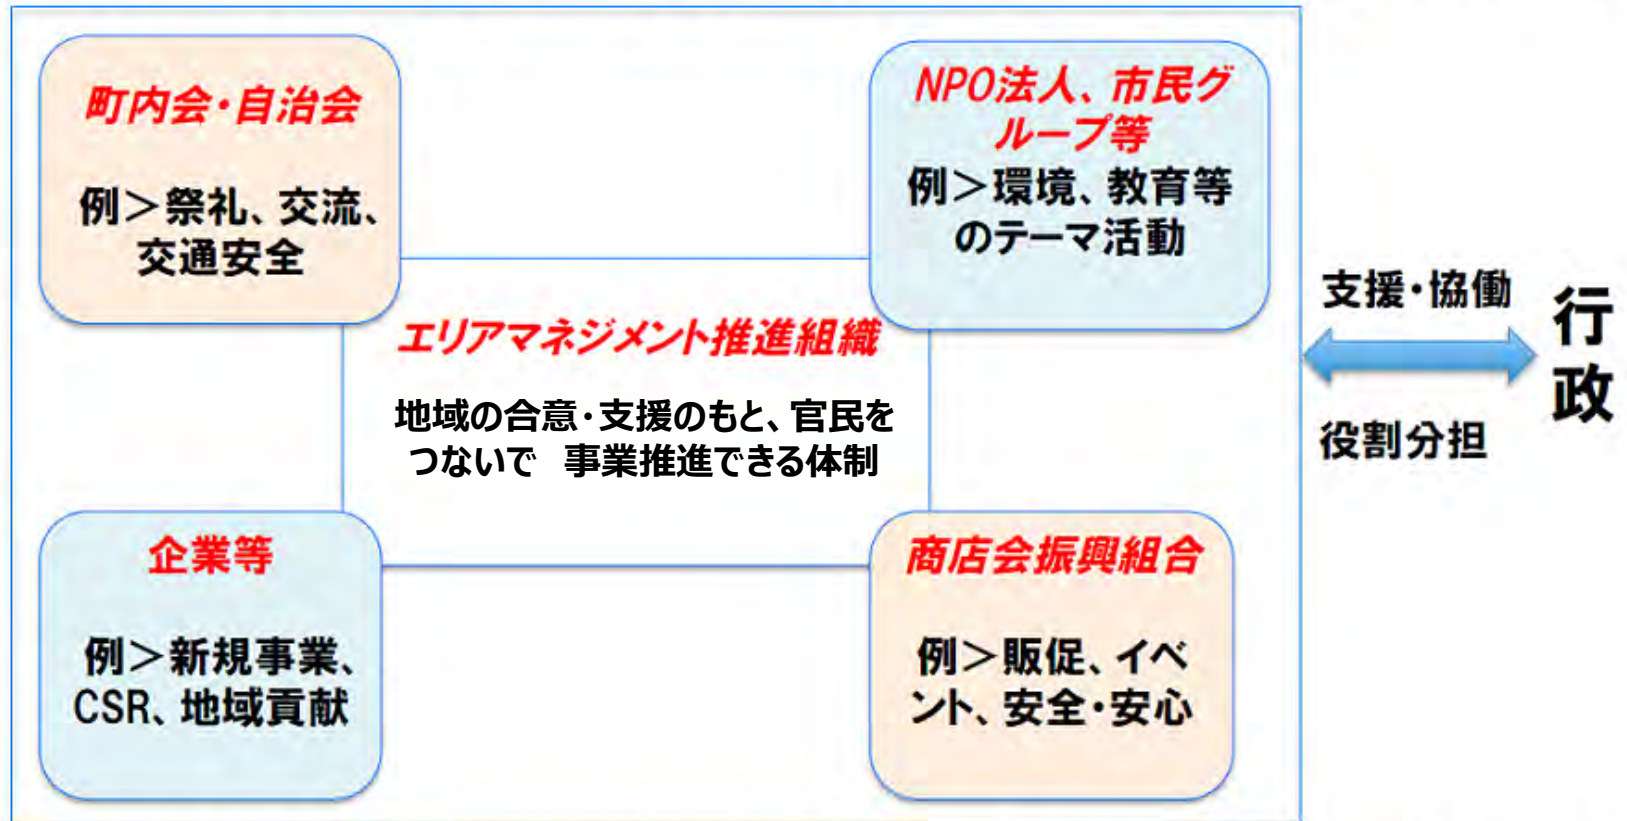 町内会・自治会
例＞祭礼、交流、
交通安全
NPO法人、市民グ
ループ等
例＞環境、教育等
のテーマ活動
エリアマネジメント推進組織
地域の合意・支援のもと、官民を
つないで　事業推進できる体制
企業等
例＞新規事業、
CSR、地域貢献
商店会振興組合
例＞販促、イベ
ント、安全・安心
支援・協働
役割分担
行政